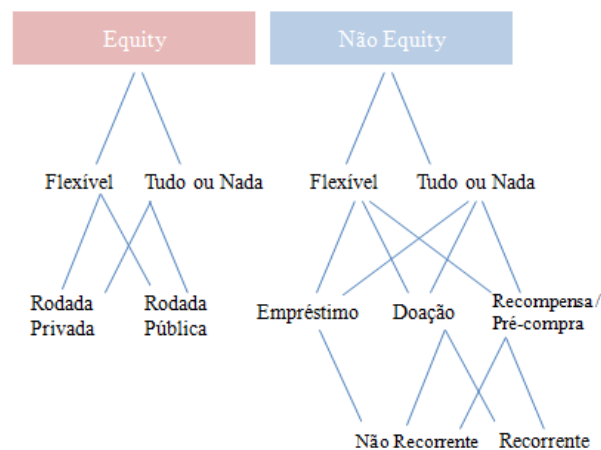 Equity
Não Equity
Flexível
Tudo ou Nada
Flexível
Tudo ou Nada
Rodada
Privada
Rodada
Pública
Empréstimo
Doação
Recompensa/
Pré-compra
Não Recorrente
Recorrente